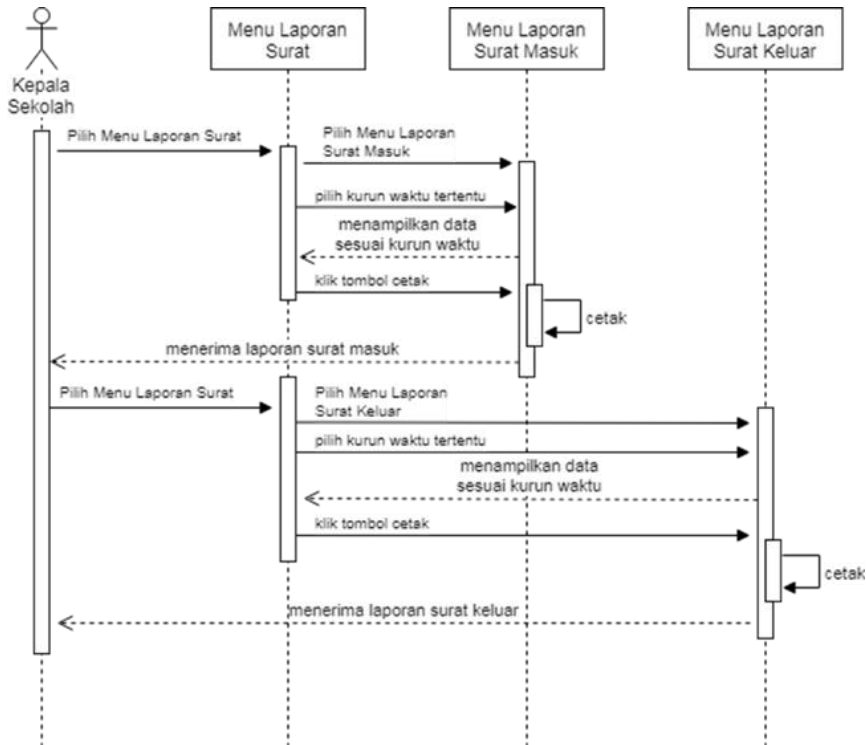 Menu Laporan
Surat
Menu Laporan
Surat Masuk
Menu Laporan
Surat Keluar
Kepala
Sekolah
Pilih Menu Laporan Surat
Pilih Menu Laporan
Surat Masuk
pilih kurun waktu tertentu
menampilkan data
sesuai kurun waktu
klik tombol cetak
cetak
menerima laporan surat masuk
Pilih Menu Laporan Surat
Pilih Menu Laporan
Surat Keluar
pilih kurun waktu tertentu
menampilkan data
sesuai kurun waktu
klik tombol cetak
cetak
menerima laporan surat keluar